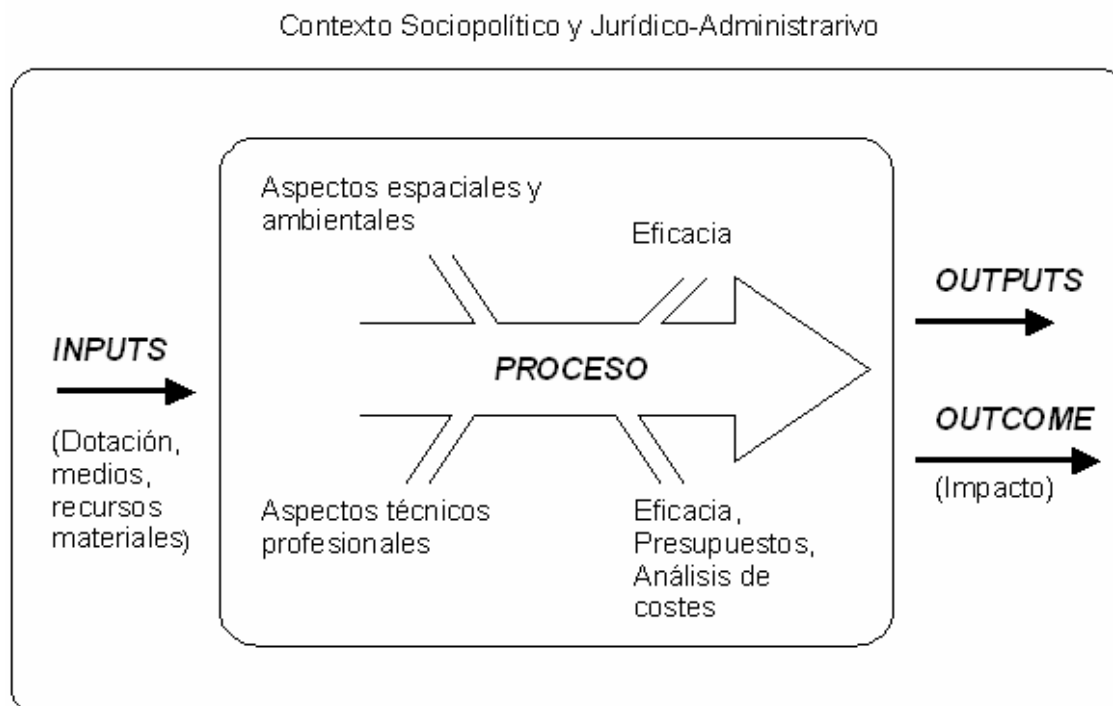 Contexto Sociopolítico y Jurídico-Administrarivo
Aspectos espaciales y
ambientales
Eficacia
OUTPUTS
INPUTS
PROCESO
OUTCOME
(Impacto)
(Dotación,
medios,
recursos
materiales)
Aspectos técnicos
profesionales
Eficacia,
Presupuestos,
Análisis de
costes